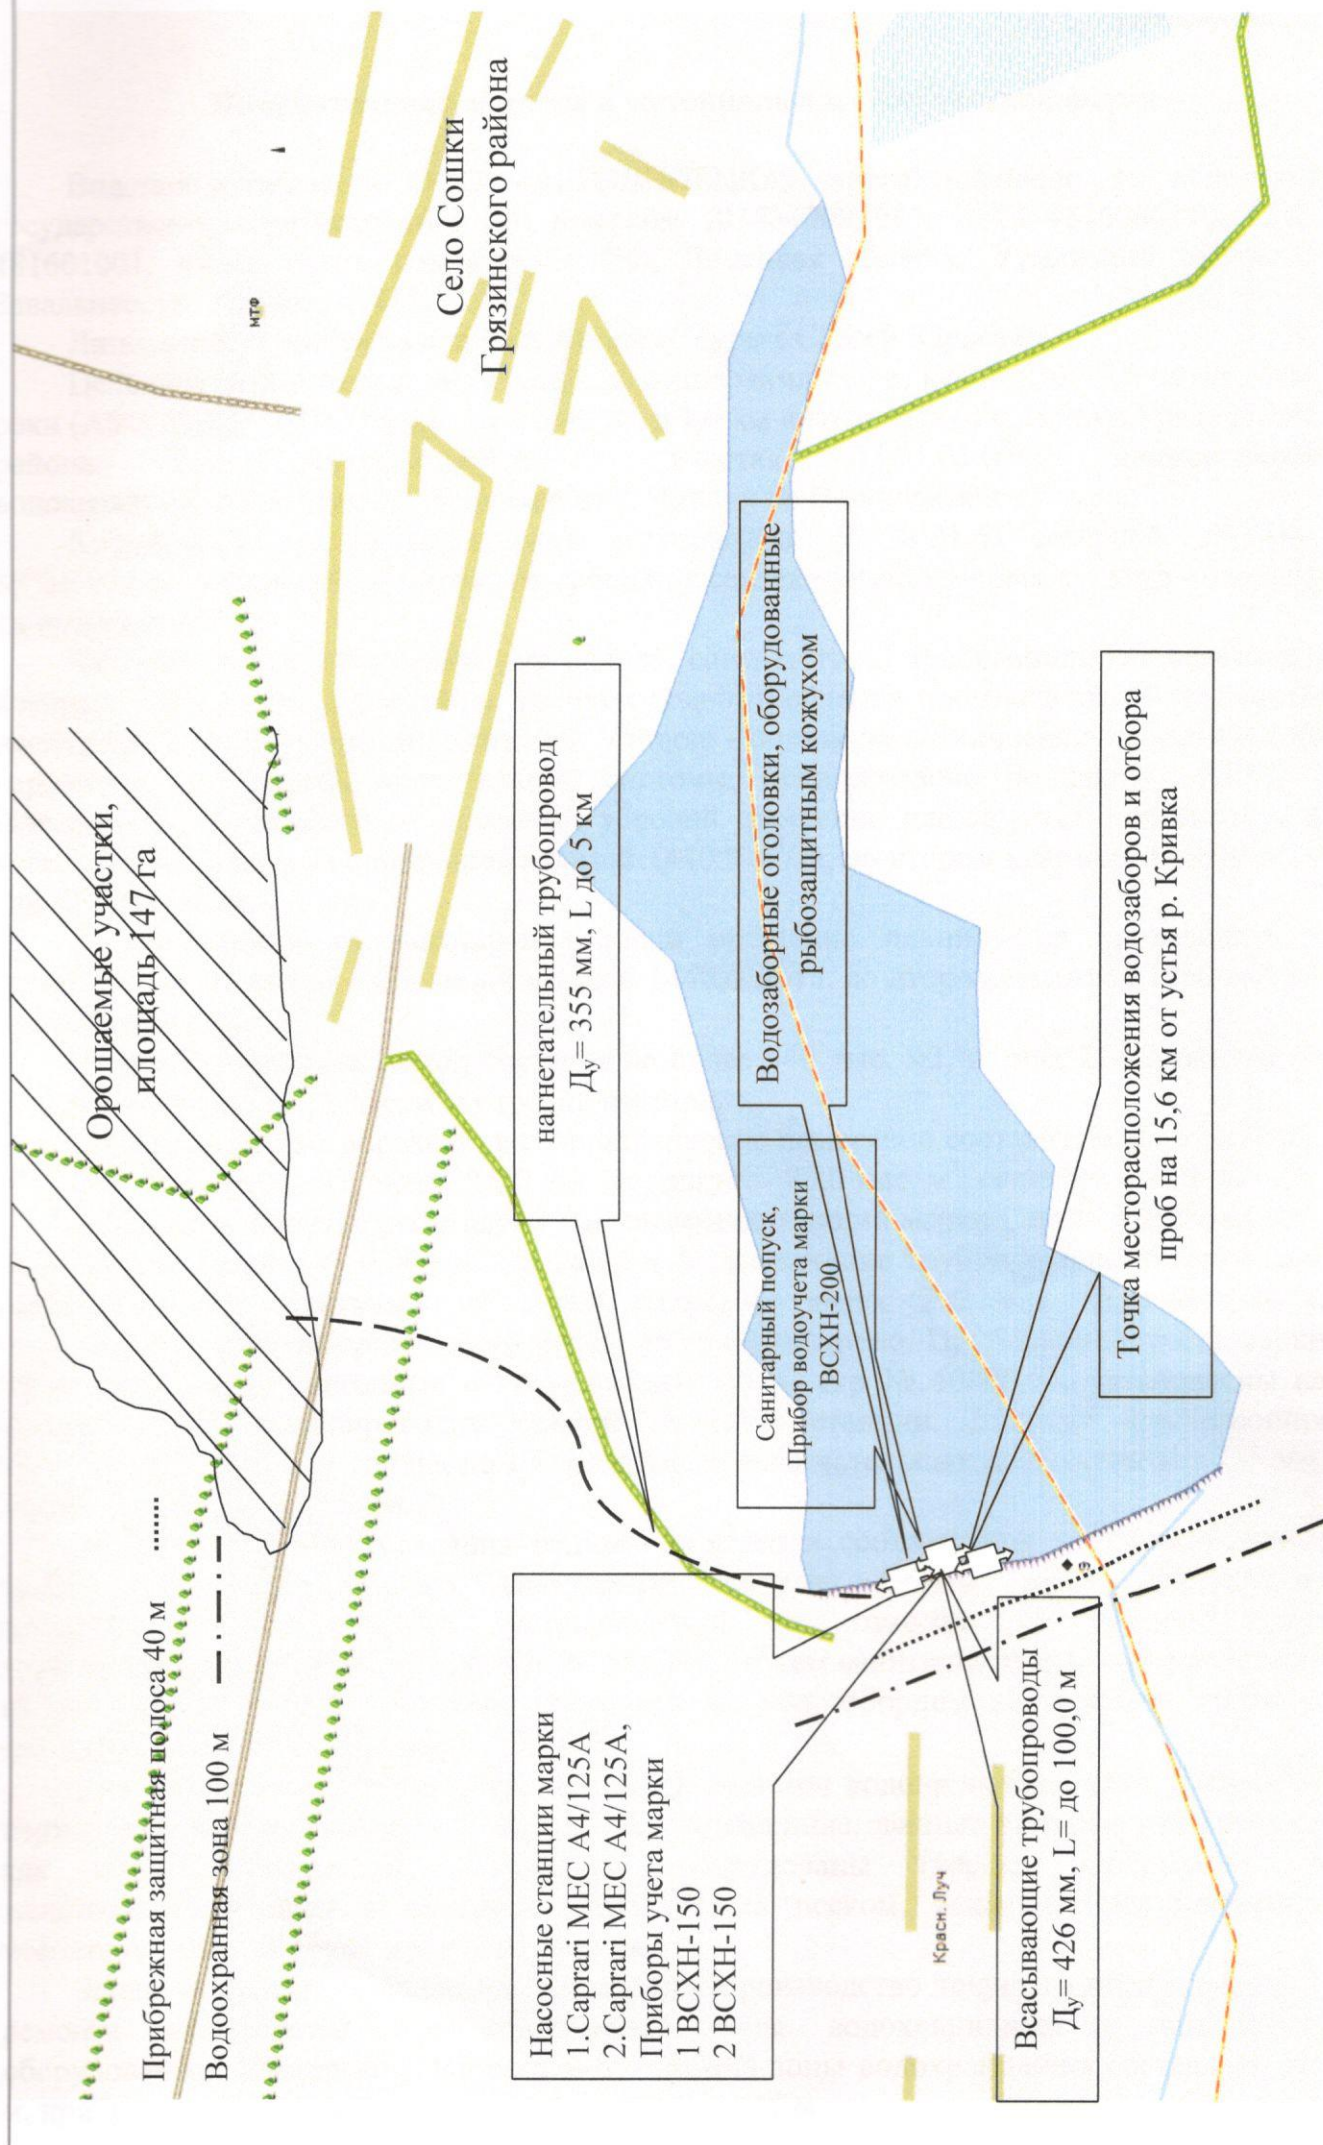 Прибрежная защитная полоса 40 м
Водоохранная зона 100 м
Орошаемые участки,
площадь 147 га
МТФ
Село Сошки
Грязинского района
Насосные станции марки
1.Caprari MEC A4/125A
2.Caprari MEC A4/125A,
Приборы учета марки
1 ВСХН-150
2 ВСХН-150
нагнетательный трубопровод
Ду= 355 мм, L до 5 км
Санитарный попуск,
Прибор водоучета марки
ВСХН-200
Водозаборные оголовки, оборудованные
рыбозащитным кожухом
Красн. Луч
Всасывающие трубопроводы
Ду= 426 мм, L= до 100,0 м
Точка месторасположения водозаборов и отбора
проб на 15,6 км от устья р. Кривка